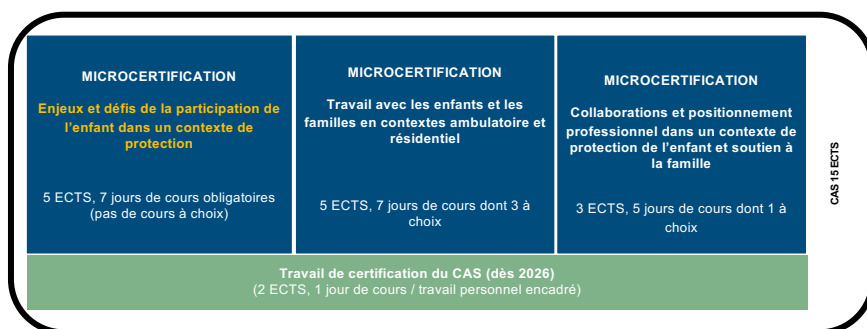 MICROCERTIFICATION
Enjeux et défis de la participation de
l'enfant dans un contexte de
protection
5 ECTS, 7 jours de cours obligatoires
(pas de cours à choix)
MICROCERTIFICATION
Travail avec les enfants et les
familles en contextes ambulatoire et
résidentiel
5 ECTS, 7 jours de cours dont 3 à
choix
MICROCERTIFICATION
Collaborations et positionnement
professionnel dans un contexte de
protection de l'enfant et soutien à
la famille
3 ECTS, 5 jours de cours dont 1 à
choix
CAS 15 ECTS
Travail de certification du CAS (dès 2026)
(2 ECTS, 1 jour de cours / travail personnel encadré)